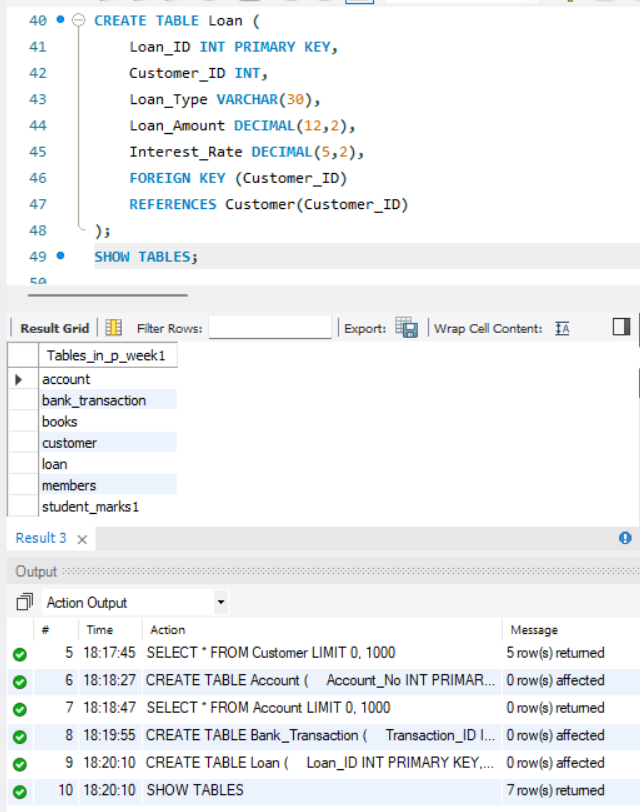 40 CREATE TABLE Loan (
41 Loan_ID INT PRIMARY KEY,
42 Customer_ID INT,
43 Loan_Type VARCHAR(30),
44 Loan_Amount DECIMAL(12,2),
45 Interest_Rate DECIMAL(5,2),
46 FOREIGN KEY (Customer_ID)
47 REFERENCES Customer(Customer_ID)
48 );
49 SHOW TABLES;
50
Result Grid Filter Rows: Export: Wrap Cell Content: IA
Tables_in_p_week1
account
bank_transaction
books
customer
loan
members
student_marks1
Result 3
Output
Action Output
# Time Action Message
5 18:17:45 SELECT * FROM Customer LIMIT 0, 1000 5 row(s) returned
6 18:18:27 CREATE TABLE Account ( Account_No INT PRIMAR... 0 row(s) affected
7 18:18:47 SELECT * FROM Account LIMIT 0, 1000 0 row(s) returned
8 18:19:55 CREATE TABLE Bank_Transaction ( Transaction_ID I... 0 row(s) affected
9 18:20:10 CREATE TABLE Loan ( Loan_ID INT PRIMARY KEY,... 0 row(s) affected
10 18:20:10 SHOW TABLES 7 row(s) returned